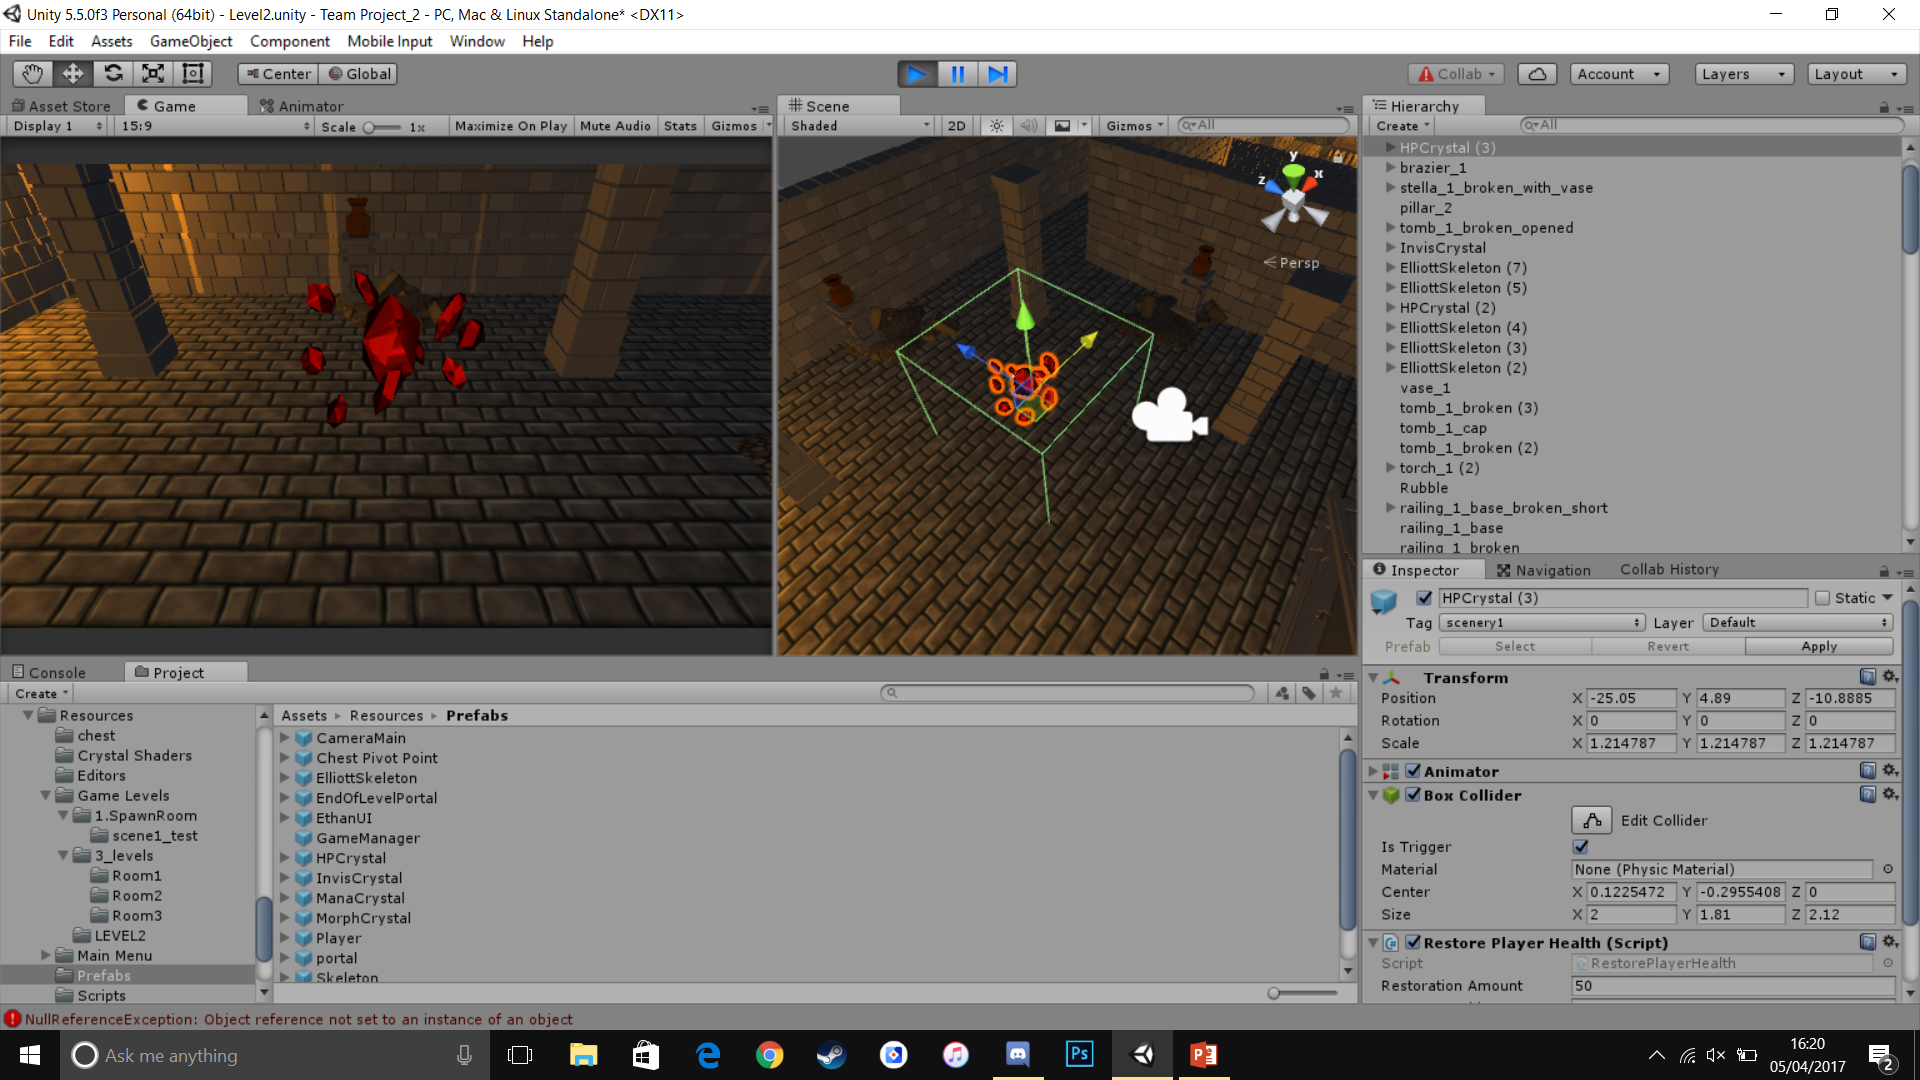 Unity 5.5.0f3 Personal (64bit) - Level2.unity - Team Project_2 - PC, Mac & Linux Standalone* <DX11>
File Edit Assets GameObject Component Mobile Input Window Help
Center Global Collab Account Layers Layout
Asset Store Game Animator
Display 1 15:9 Scale 1x Maximize On Play Mute Audio Stats Gizmos
Scene
Shaded 2D Gizmos All
y
x
z
Persp
Hierarchy
Create All
HPCrystal (3)
brazier_1
stella_1_broken_with_vase
pillar_2
tomb_1_broken_opened
InvisCrystal
ElliottSkeleton (7)
ElliottSkeleton (5)
HPCrystal (2)
ElliottSkeleton (4)
ElliottSkeleton (3)
ElliottSkeleton (2)
vase_1
tomb_1_broken (3)
tomb_1_cap
tomb_1_broken (2)
torch_1 (2)
Rubble
railing_1_base_broken_short
railing_1_base
railing_1_broken
Inspector Navigation Collab History
HPCrystal (3) Static
Tag scenery1 Layer Default
Prefab Select Revert Apply
Transform
Position X -25.05 Y 4.89 Z -10.8885
Rotation X 0 Y 0 Z 0
Scale X 1.214787 Y 1.214787 Z 1.214787
Animator
Box Collider
Edit Collider
Is Trigger
Material None (Physic Material)
Center X 0.1225472 Y -0.2955408 Z 0
Size X 2 Y 1.81 Z 2.12
Restore Player Health (Script)
Script RestorePlayerHealth
Restoration Amount 50
Console Project
Create
Resources
chest
Crystal Shaders
Editors
Game Levels
1.SpawnRoom
scene1_test
3_levels
Room1
Room2
Room3
LEVEL2
Main Menu
Prefabs
Scripts
Assets Resources Prefabs
CameraMain
Chest Pivot Point
ElliottSkeleton
EndOfLevelPortal
EthanUI
GameManager
HPCrystal
InvisCrystal
ManaCrystal
MorphCrystal
Player
portal
Skeleton
NullReferenceException: Object reference not set to an instance of an object
Ask me anything
Ps
P
16:20
05/04/2017
2